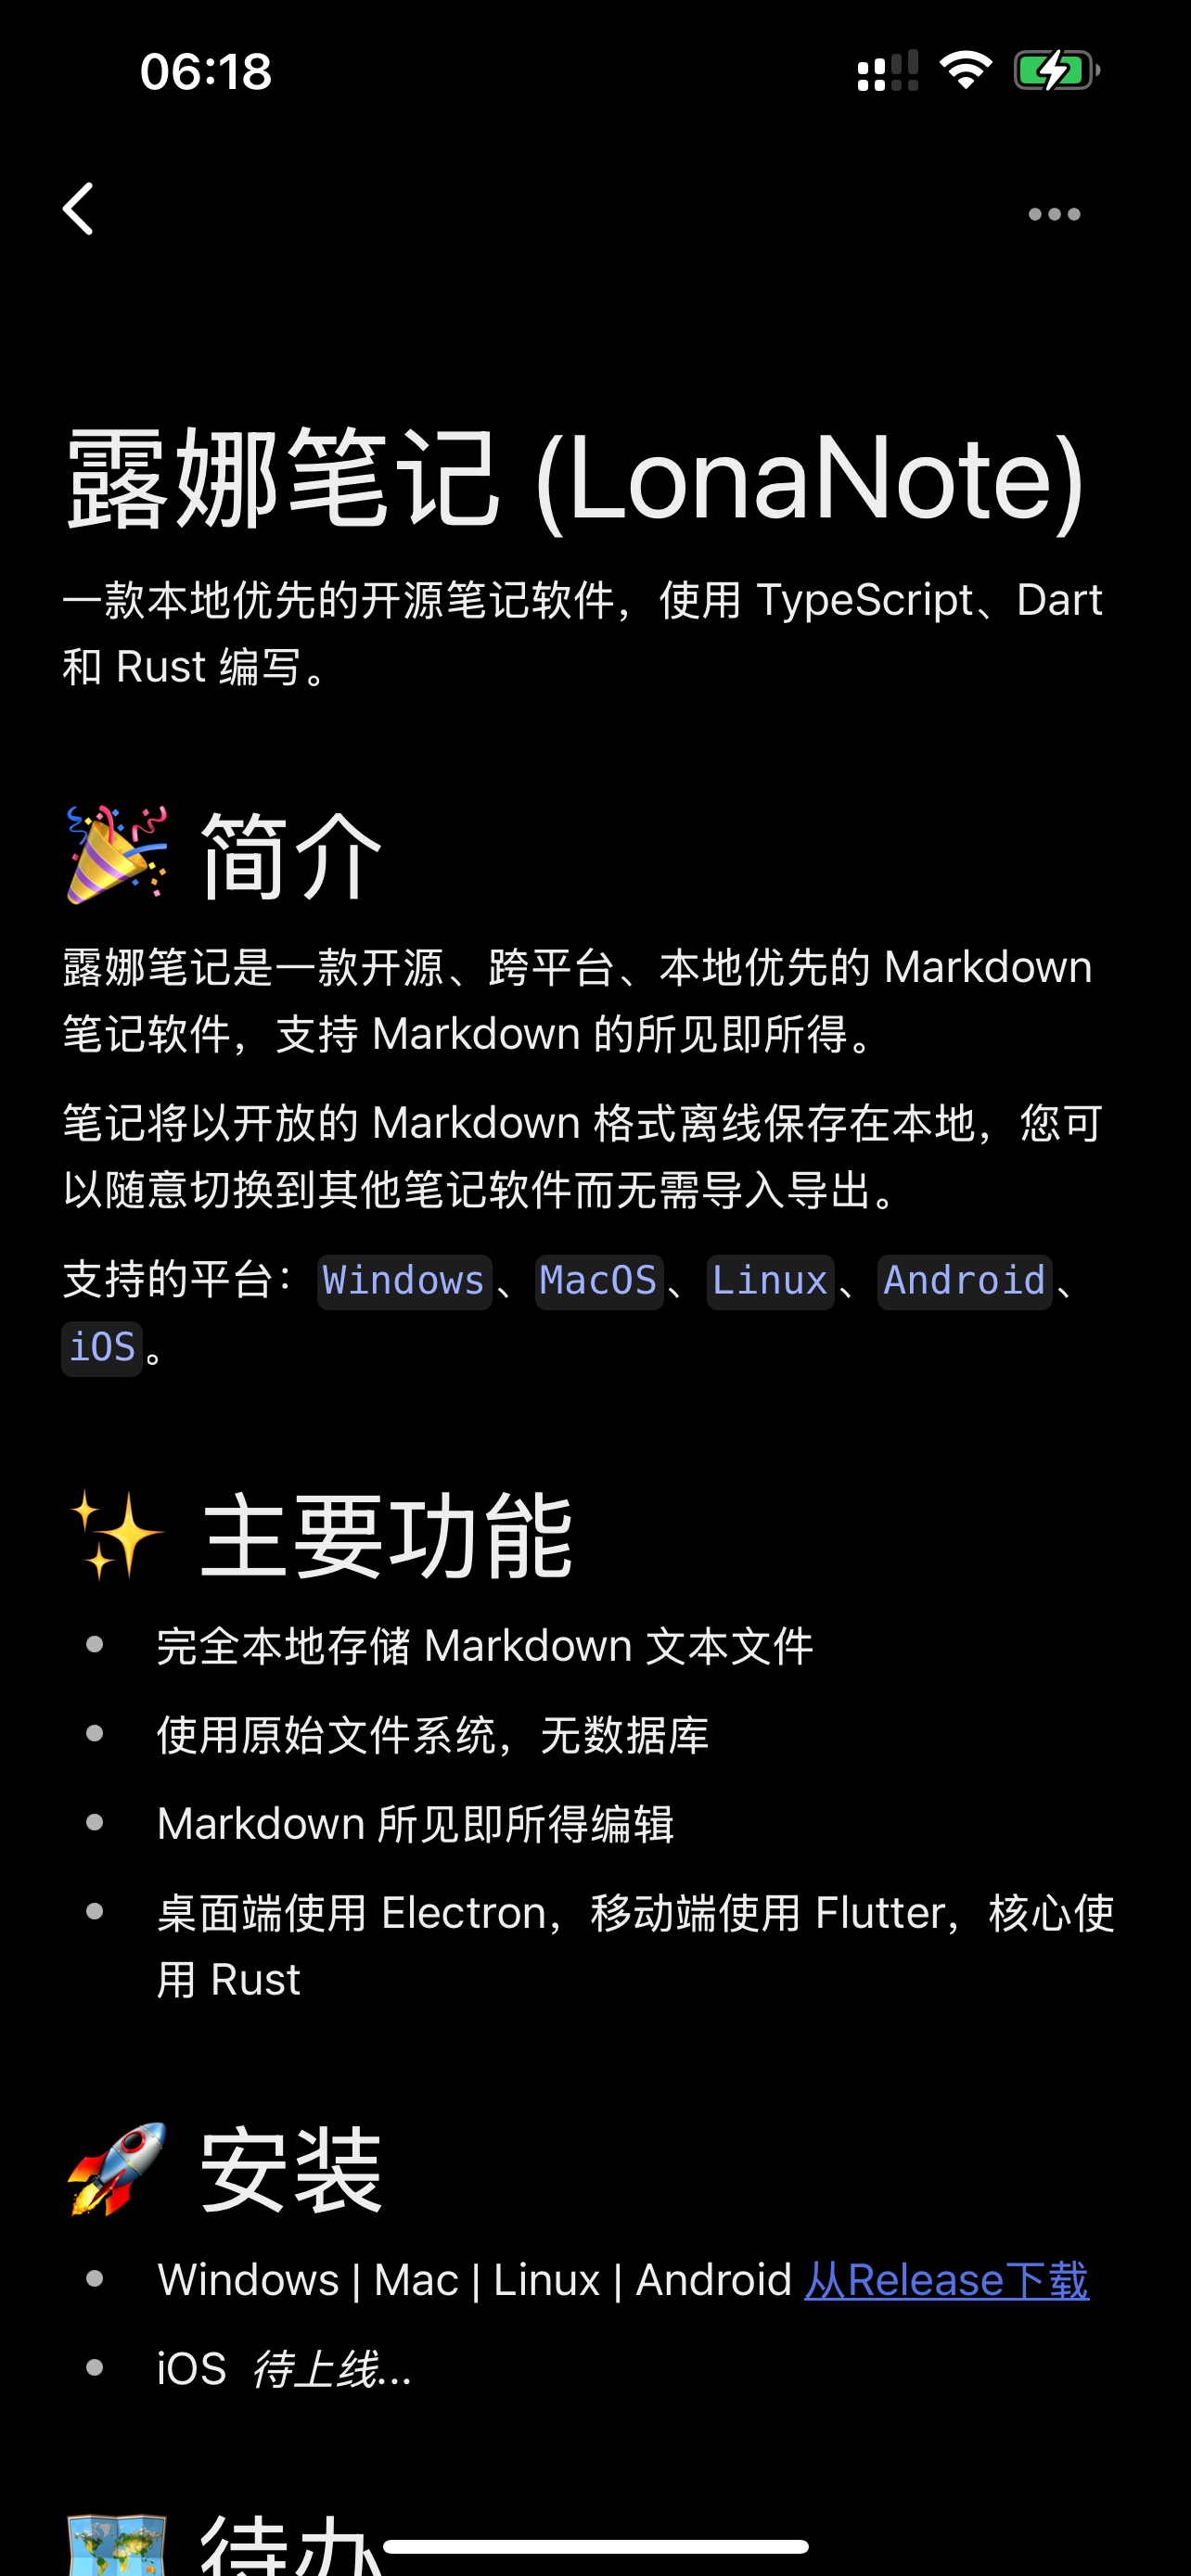 06:18
露娜笔记 (LonaNote)
一款本地优先的开源笔记软件，使用 TypeScript、Dart
和 Rust 编写。
🎉 简介
露娜笔记是一款开源、跨平台、本地优先的 Markdown
笔记软件，支持 Markdown 的所见即所得。
笔记将以开放的 Markdown 格式离线保存在本地，您可
以随意切换到其他笔记软件而无需导入导出。
支持的平台：Windows、MacOS、Linux、Android、
iOS。
✨ 主要功能
• 完全本地存储 Markdown 文本文件
• 使用原始文件系统，无数据库
• Markdown 所见即所得编辑
• 桌面端使用 Electron，移动端使用 Flutter，核心使
用 Rust
🚀 安装
• Windows | Mac | Linux | Android 从Release下载
• iOS 待上线...
🗺️ 待办